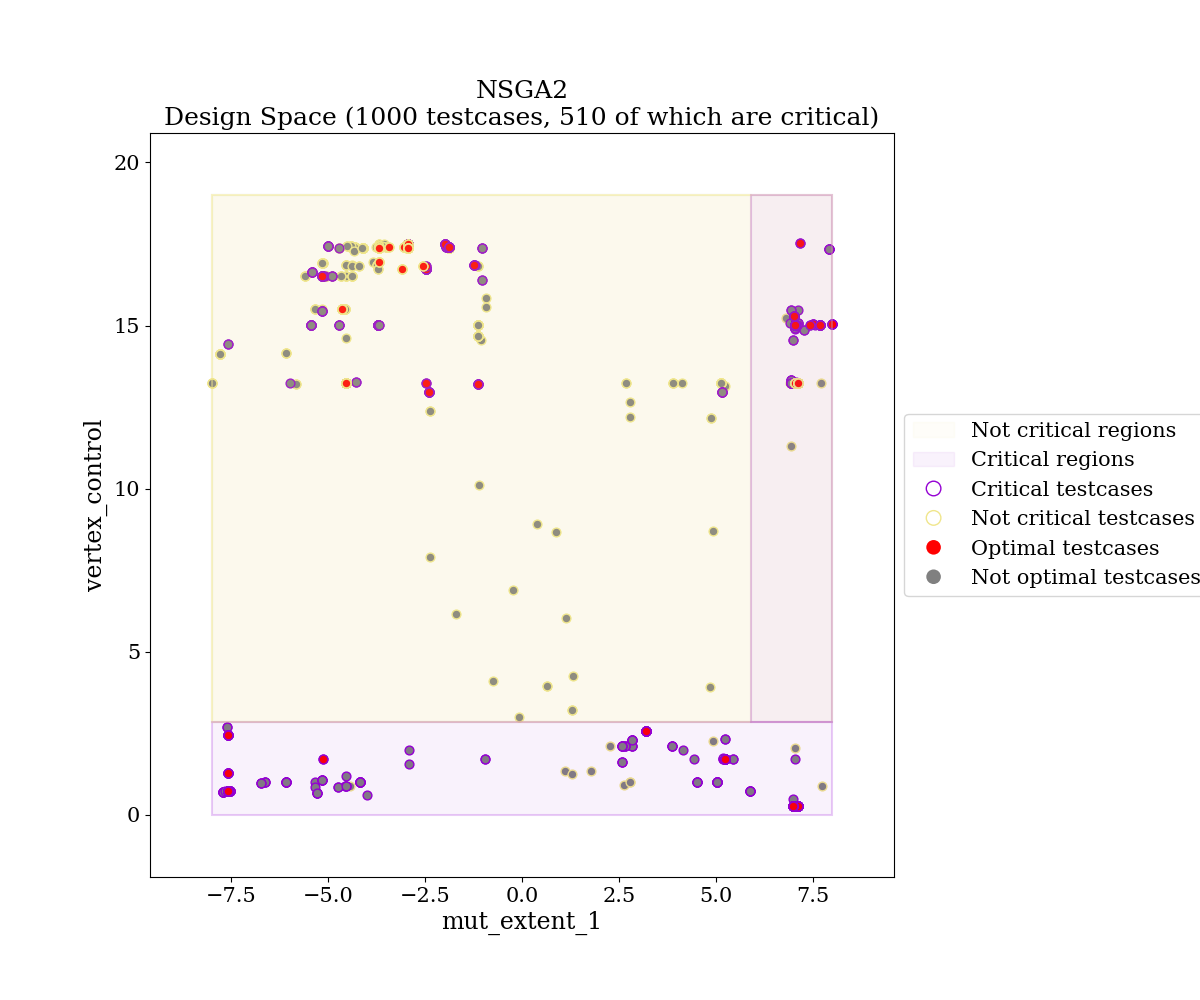 NSGA2
Design Space (1000 testcases, 510 of which are critical)
20
15
10
5
0
vertex_control
−7.5
−5.0
−2.5
0.0
2.5
5.0
7.5
mut_extent_1
Not critical regions
Critical regions
Critical testcases
Not critical testcases
Optimal testcases
Not optimal testcases